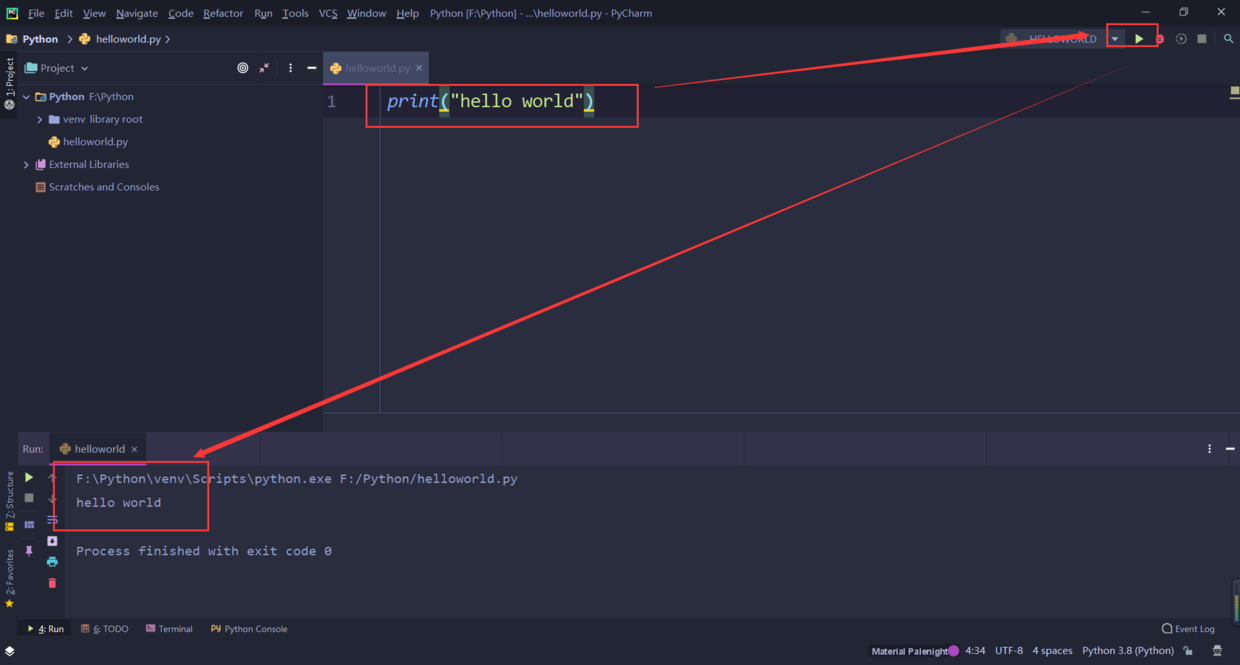 PC File Edit View Navigate Code Refactor Run Tools VCS Window Help Python [F:\Python] - ...\helloworld.py - PyCharm
Python helloworld.py
HELLOWORLD
1: Project
Project
helloworld.py
Python F:\Python
venv library root
helloworld.py
External Libraries
Scratches and Consoles
1 print("hello world")
Run: helloworld
F:\Python\venv\Scripts\python.exe F:/Python/helloworld.py
hello world
Process finished with exit code 0
7: Structure
2: Favorites
4: Run 6: TODO Terminal Python Console Event Log
Material Palenight 4:34 UTF-8 4 spaces Python 3.8 (Python)